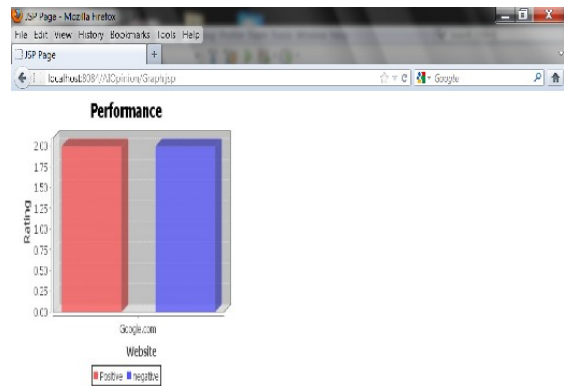 JSP Page - Mozilla Firefox
File Edit View History Bookmarks Tools Help
JSP Page +
localhost:8084/AIOpinion/Graph.jsp
Google
Performance
2.00
1.75
1.50
1.25
1.00
0.75
0.50
0.25
0.00
Rating
Google.com
Website
Positive negative